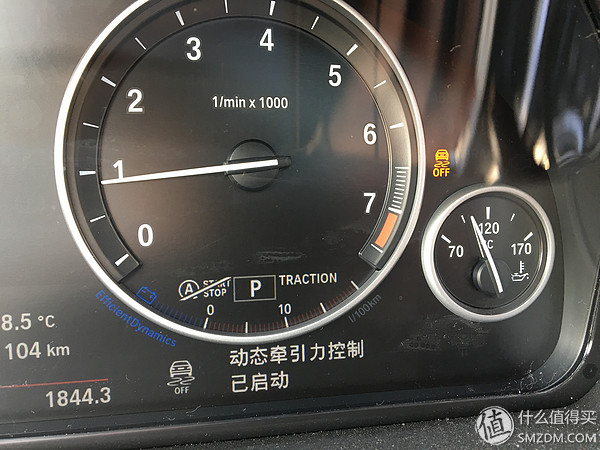 4
3
5
2
1/min x 1000
6
1
OFF
7
120
70
°C
170
0
START
STOP
A
P
TRACTION
EfficientDynamics
0
10
l/100km
8.5 °C
104 km
动态牵引力控制
已启动
OFF
1844.3
值 什么值得买
SMZDM.COM